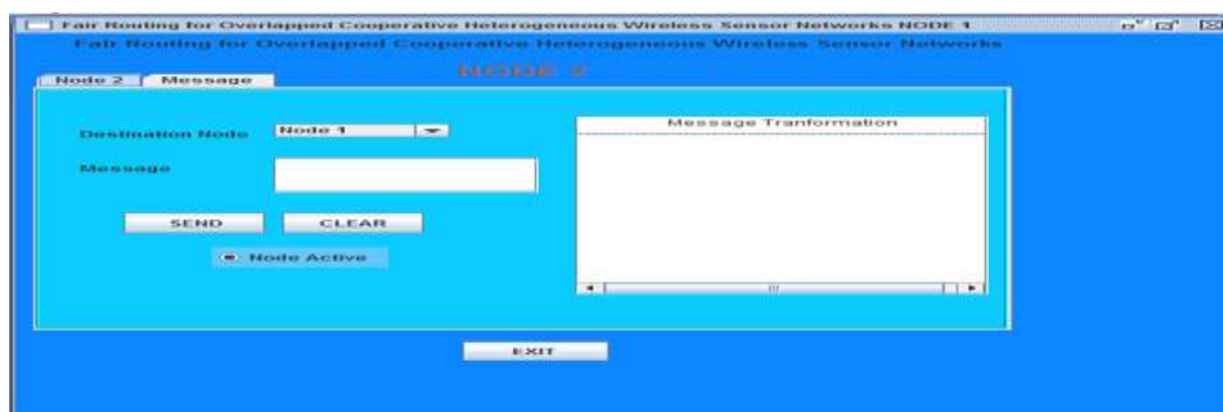 Fair Routing for Overlapped Cooperative Heterogeneous Wireless Sensor Networks NODE 1
Fair Routing for Overlapped Cooperative Heterogeneous Wireless Sensor Networks
NODE 2
Node 2 Message
Destination Node Node 1
Message Tranformation
Message
SEND CLEAR
Node Active
EXIT